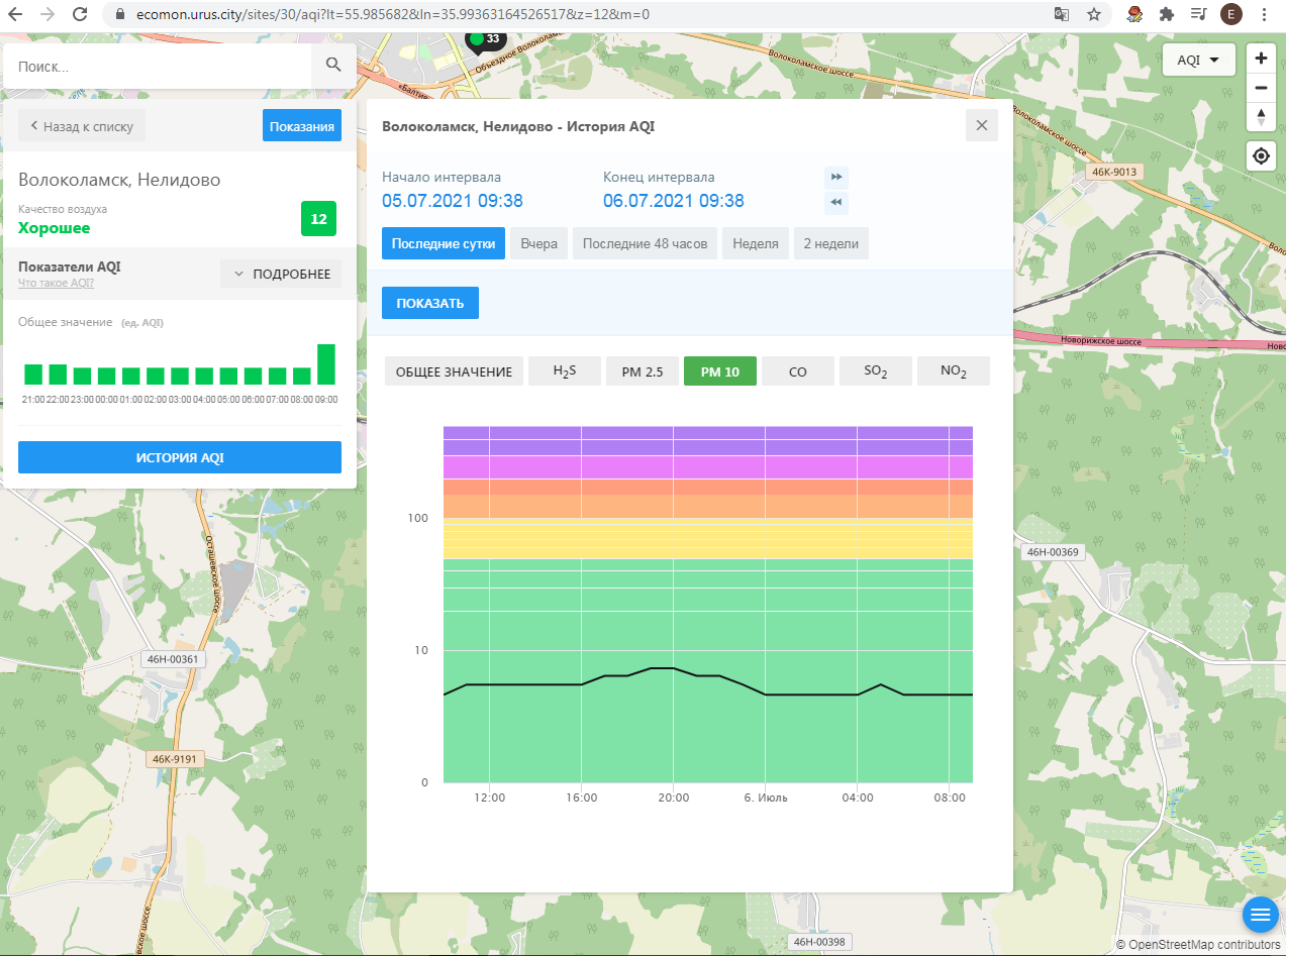 ecomon.urus.city/sites/30/aqi?lt=55.985682&ln=35.99363164526517&z=12&m=0
E
33
Поиск...
AQI
Объездное Волоколамск
Волоколамское шоссе
Волоколамское шоссе
46К-9013
Назад к списку
Показания
Волоколамск, Нелидово
Качество воздуха
Хорошее
12
Показатели AQI
Что такое AQI?
ПОДРОБНЕЕ
Общее значение (ед. AQI)
21:00 22:00 23:00 00:00 01:00 02:00 03:00 04:00 05:00 06:00 07:00 08:00 09:00
ИСТОРИЯ AQI
Волоколамск, Нелидово - История AQI
Начало интервала
Конец интервала
05.07.2021 09:38
06.07.2021 09:38
Последние сутки
Вчера
Последние 48 часов
Неделя
2 недели
ПОКАЗАТЬ
ОБЩЕЕ ЗНАЧЕНИЕ
H2S
PM 2.5
PM 10
CO
SO2
NO2
100
10
0
12:00
16:00
20:00
6. Июль
04:00
08:00
Новорижское шоссе
Ново
46Н-00369
Осташевское шоссе
46Н-00361
46К-9191
46Н-00398
© OpenStreetMap contributors